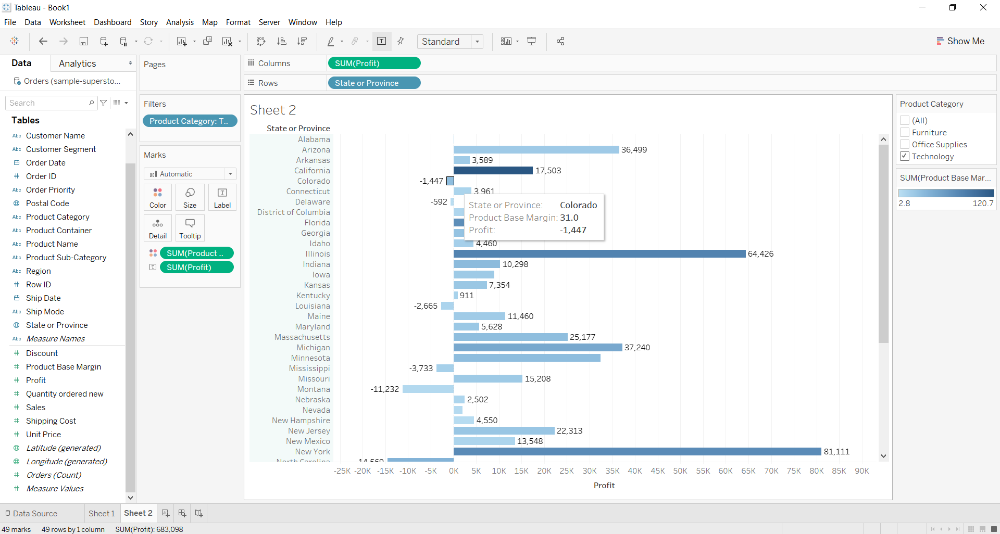 Tableau - Book1
File Data Worksheet Dashboard Story Analysis Map Format Server Window Help
Standard
Show Me
Data
Analytics
Orders (sample-supersto...
Search
Tables
Abc Customer Name
Abc Customer Segment
Order Date
# Order ID
Abc Order Priority
Postal Code
Abc Product Category
Abc Product Container
Abc Product Name
Abc Product Sub-Category
Abc Region
# Row ID
Ship Date
Abc Ship Mode
State or Province
Abc Measure Names
# Discount
# Product Base Margin
# Profit
# Quantity ordered new
# Sales
# Shipping Cost
# Unit Price
Latitude (generated)
Longitude (generated)
# Orders (Count)
# Measure Values
Pages
Filters
Product Category: T..
Marks
Automatic
Color
Size
Label
Detail
Tooltip
SUM(Product ..
SUM(Profit)
Columns
SUM(Profit)
Rows
State or Province
Sheet 2
State or Province
Alabama
Arizona 36,499
Arkansas 3,589
California 17,503
Colorado -1,447
Connecticut 3,961
Delaware -592
District of Columbia
Florida
Georgia
Idaho 4,460
Illinois 64,426
Indiana 10,298
Iowa
Kansas 7,354
Kentucky 911
Louisiana -2,665
Maine 11,460
Maryland 5,628
Massachusetts 25,177
Michigan 37,240
Minnesota
Mississippi -3,733
Missouri 15,208
Montana -11,232
Nebraska 2,502
Nevada
New Hampshire 4,550
New Jersey 22,313
New Mexico 13,548
New York 81,111
North Carolina
State or Province: Colorado
Product Base Margin: 31.0
Profit: -1,447
-25K -20K -15K -10K -5K 0K 5K 10K 15K 20K 25K 30K 35K 40K 45K 50K 55K 60K 65K 70K 75K 80K 85K 90K
Profit
Product Category
(All)
Furniture
Office Supplies
Technology
SUM(Product Base Mar...
2.8 120.7
Data Source
Sheet 1
Sheet 2
49 marks 49 rows by 1 column SUM(Profit): 683,098